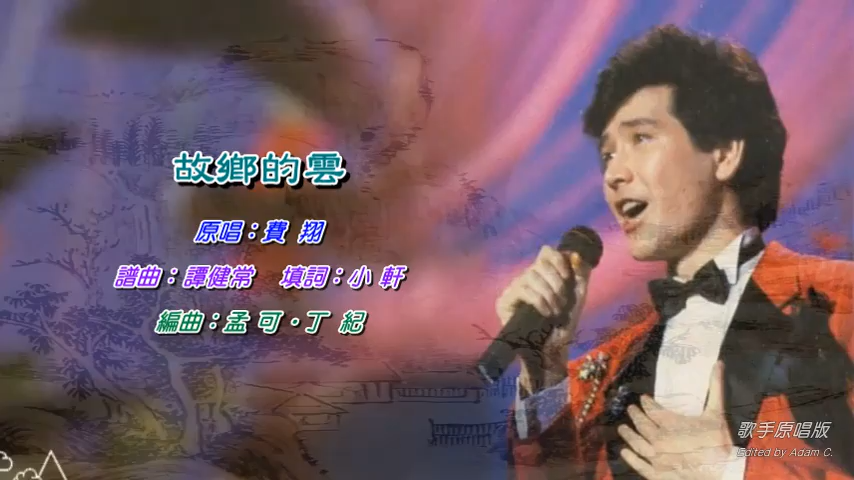 故鄉的雲
原唱：費 翔
譜曲：譚健常 填詞：小 軒
編曲：孟 可·丁 紀
歌手原唱版
Edited by Adam C.